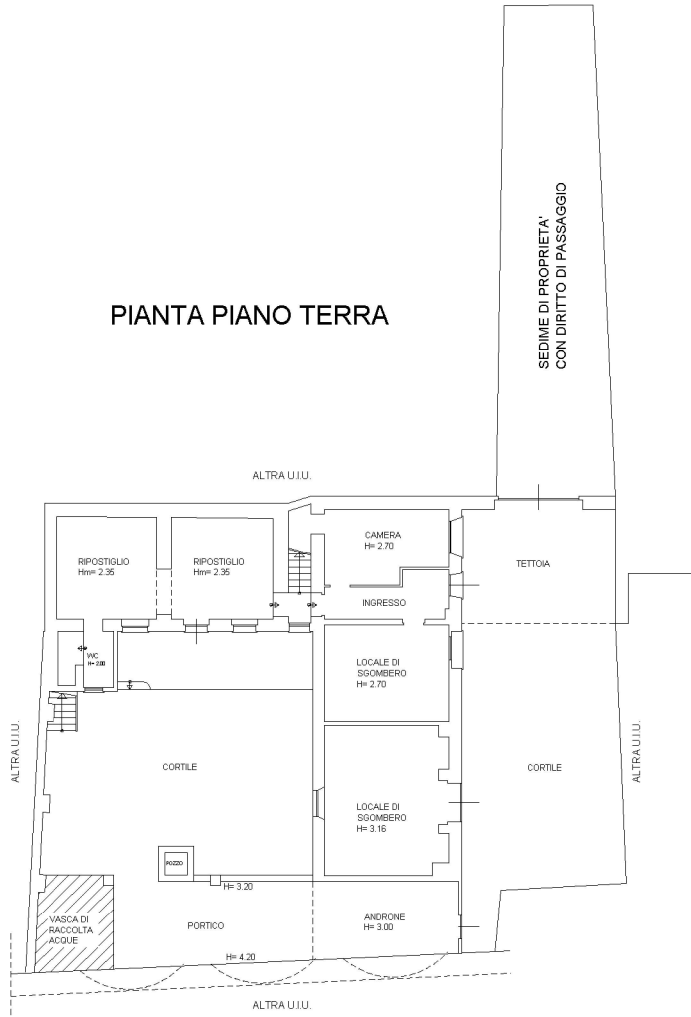 SEDIME DI PROPRIETA'
CON DIRITTO DI PASSAGGIO
PIANTA PIANO TERRA
ALTRA U.I.U.
CAMERA
H= 2.70
RIPOSTIGLIO
Hm= 2.35
RIPOSTIGLIO
Hm= 2.35
TETTOIA
INGRESSO
WC
H= 2.00
LOCALE DI
SGOMBERO
H= 2.70
ALTRA U.I.U.
CORTILE
CORTILE
ALTRA U.I.U.
LOCALE DI
SGOMBERO
H= 3.16
POZZO
H= 3.20
VASCA DI
RACCOLTA
ACQUE
PORTICO
ANDRONE
H= 3.00
H= 4.20
ALTRA U.I.U.